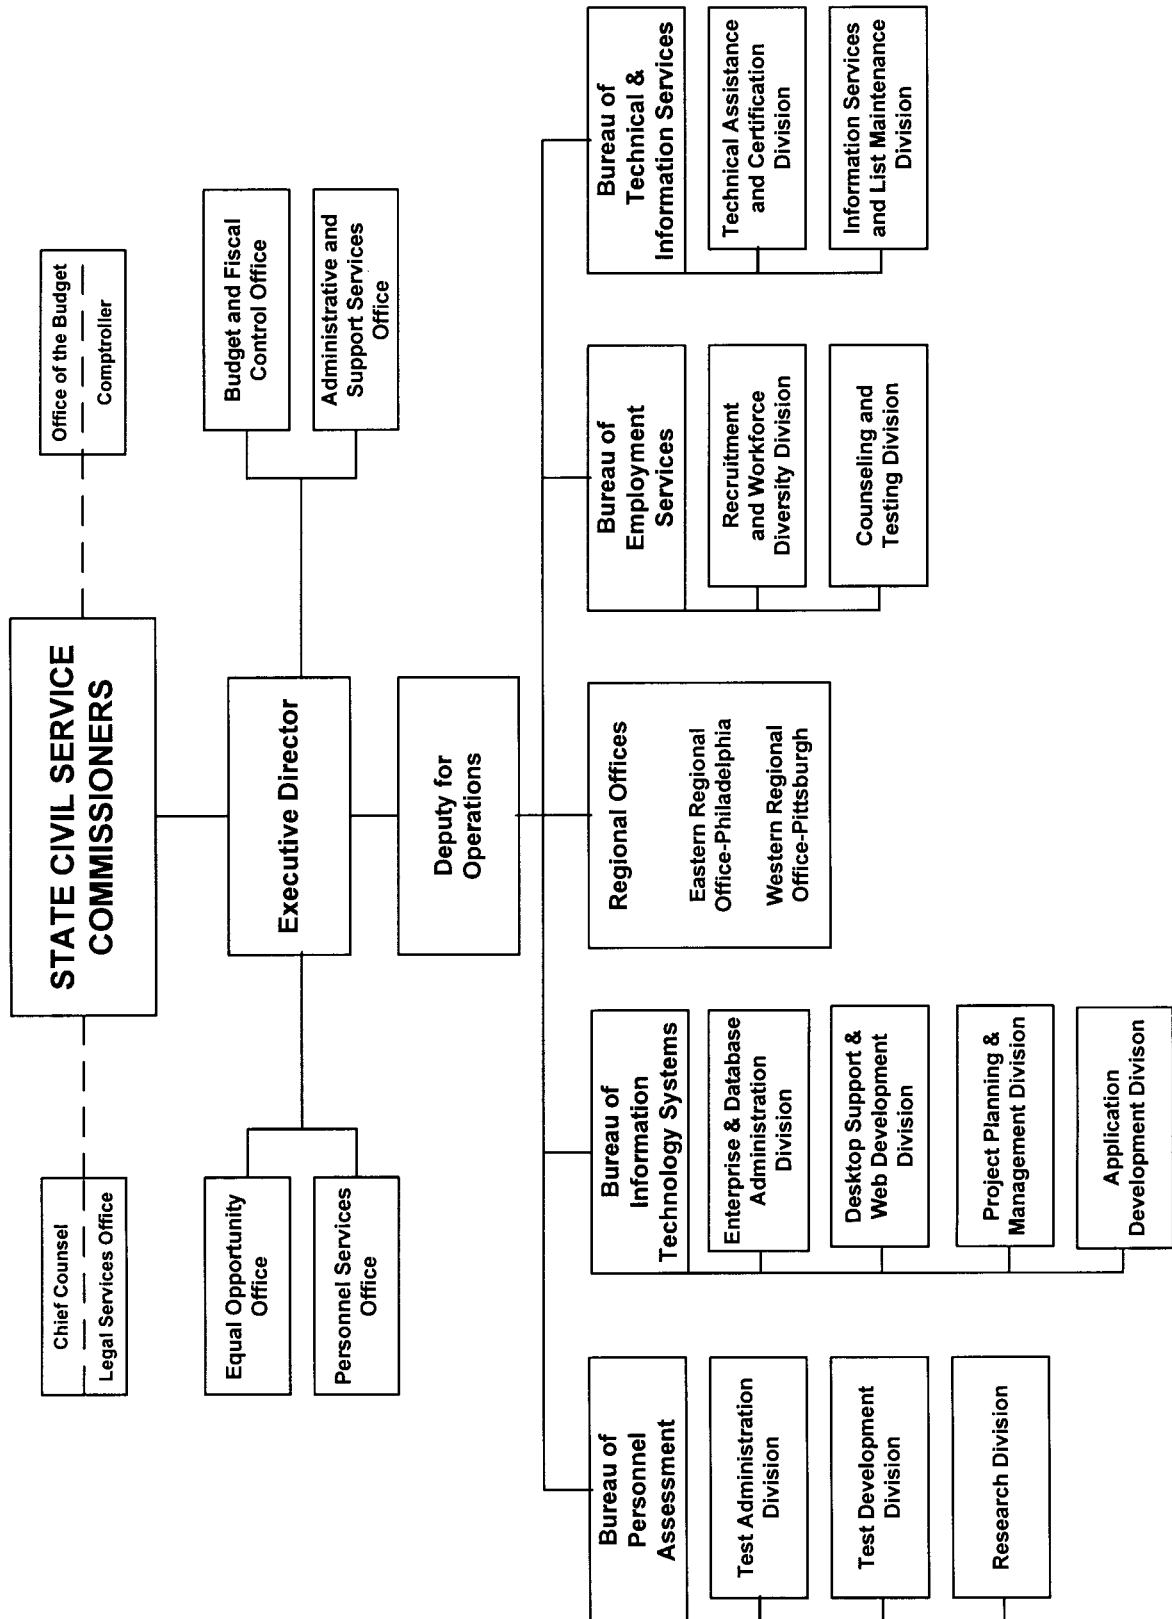 STATE CIVIL SERVICE
COMMISSIONERS
Chief Counsel
Legal Services Office
Office of the Budget
Comptroller
Executive Director
Equal Opportunity
Office
Personnel Services
Office
Budget and Fiscal
Control Office
Administrative and
Support Services
Office
Deputy for
Operations
Bureau of
Personnel
Assessment
Test Administration
Division
Test Development
Division
Research Division
Bureau of
Information
Technology Systems
Enterprise & Database
Administration
Division
Desktop Support &
Web Development
Division
Project Planning &
Management Division
Application
Development Divison
Regional Offices
Eastern Regional
Office-Philadelphia
Western Regional
Office-Pittsburgh
Bureau of
Employment
Services
Recruitment
and Workforce
Diversity Division
Counseling and
Testing Division
Bureau of
Technical &
Information Services
Technical Assistance
and Certification
Division
Information Services
and List Maintenance
Division